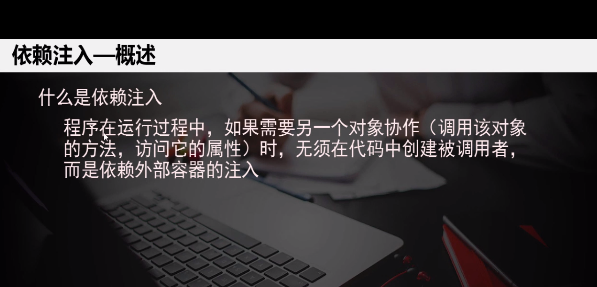 依赖注入—概述
什么是依赖注入
程序在运行过程中，如果需要另一个对象协作（调用该对象
的方法，访问它的属性）时，无须在代码中创建被调用者，
而是依赖外部容器的注入